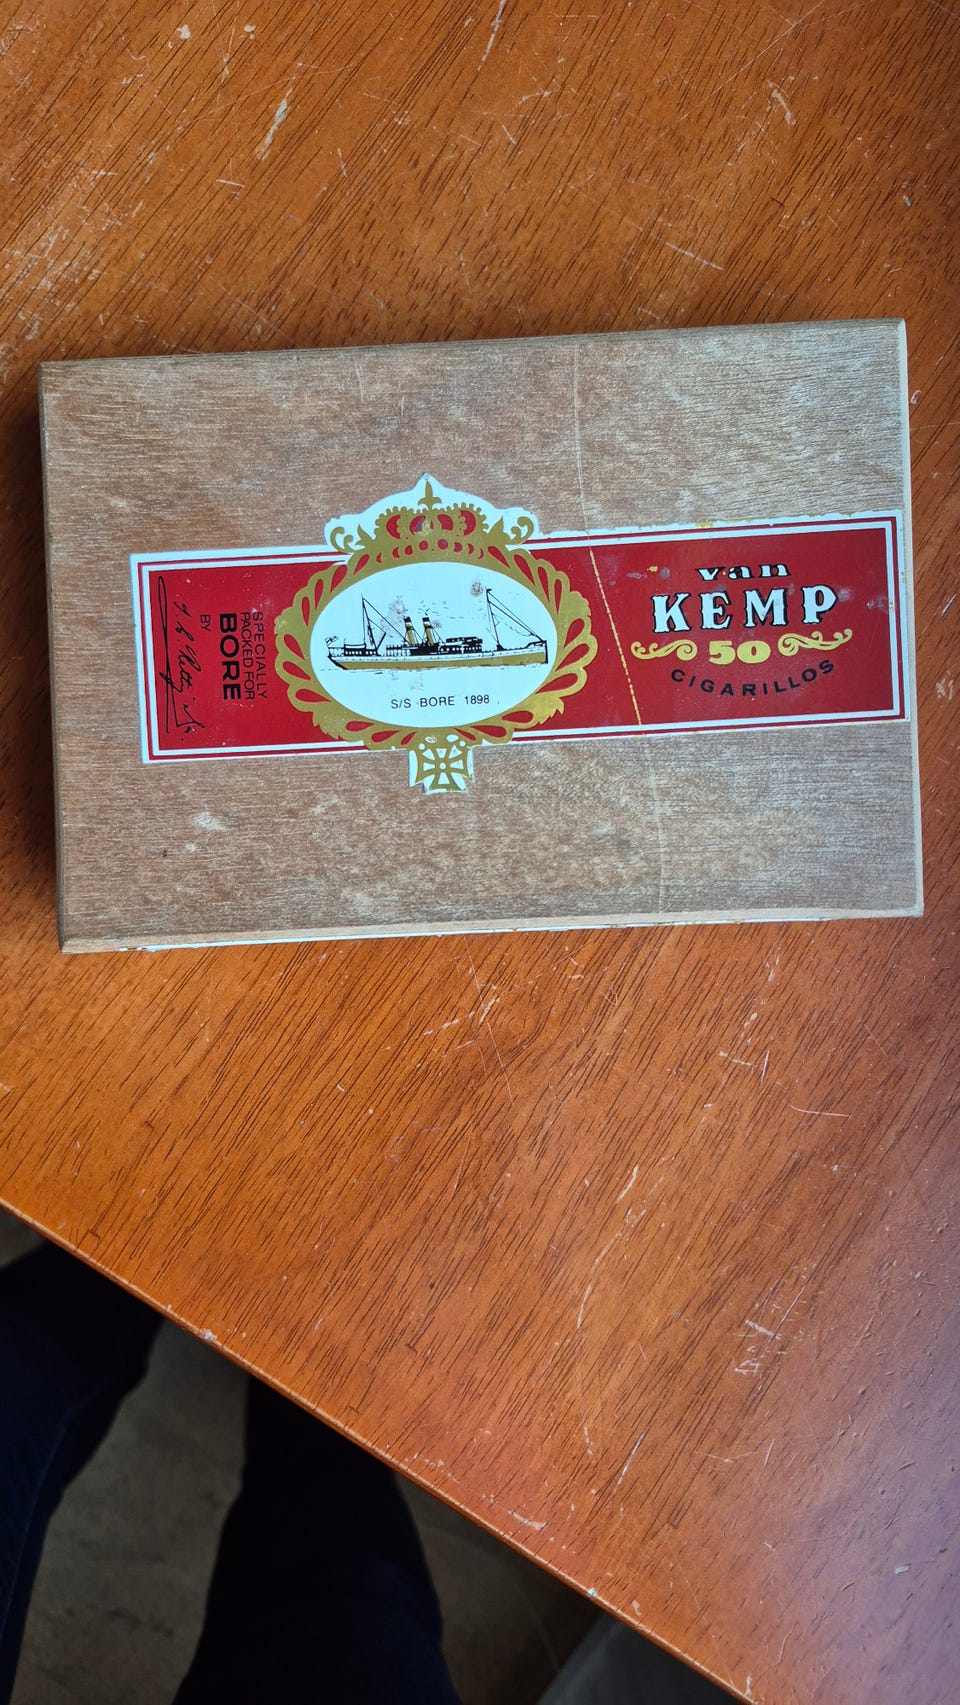 SPECIALLY
PACKED FOR
BORE
BY
S/S BORE 1898
van
KEMP
50
CIGARILLOS